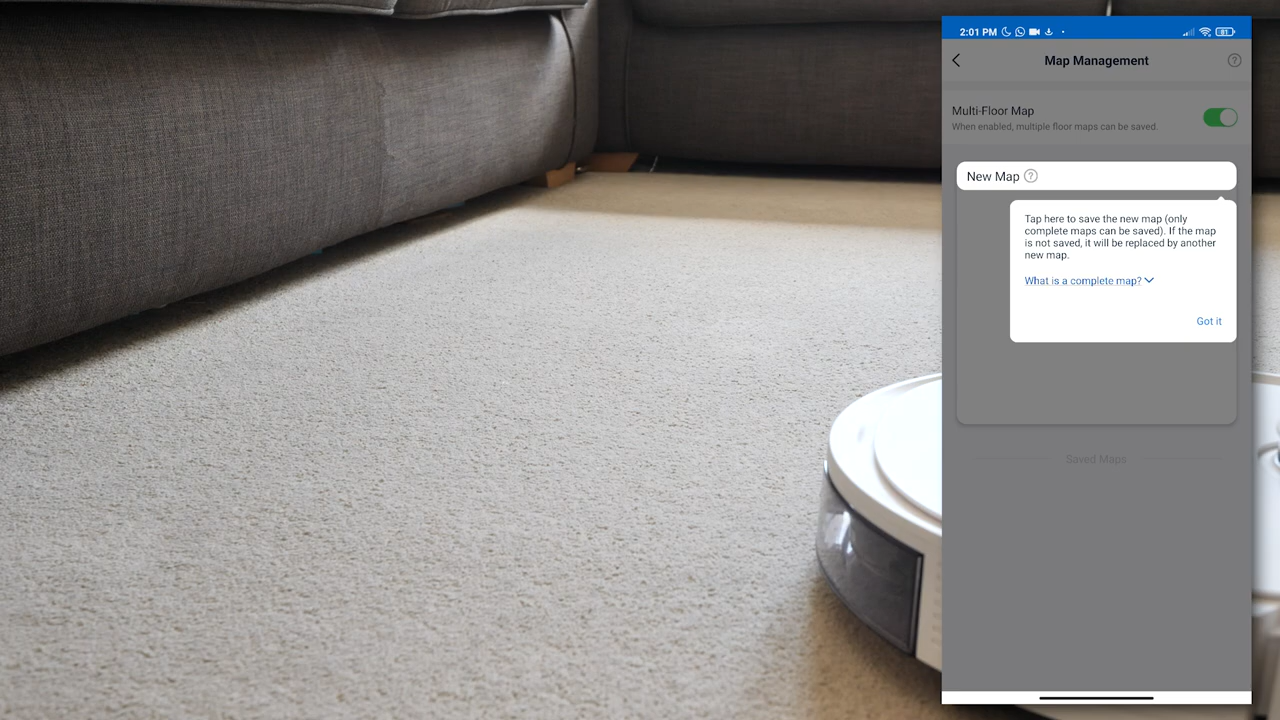 2:01 PM
81
Map Management
Multi-Floor Map
When enabled, multiple floor maps can be saved.
New Map
Tap here to save the new map (only
complete maps can be saved). If the map
is not saved, it will be replaced by another
new map.
What is a complete map?
Got it
Saved Maps